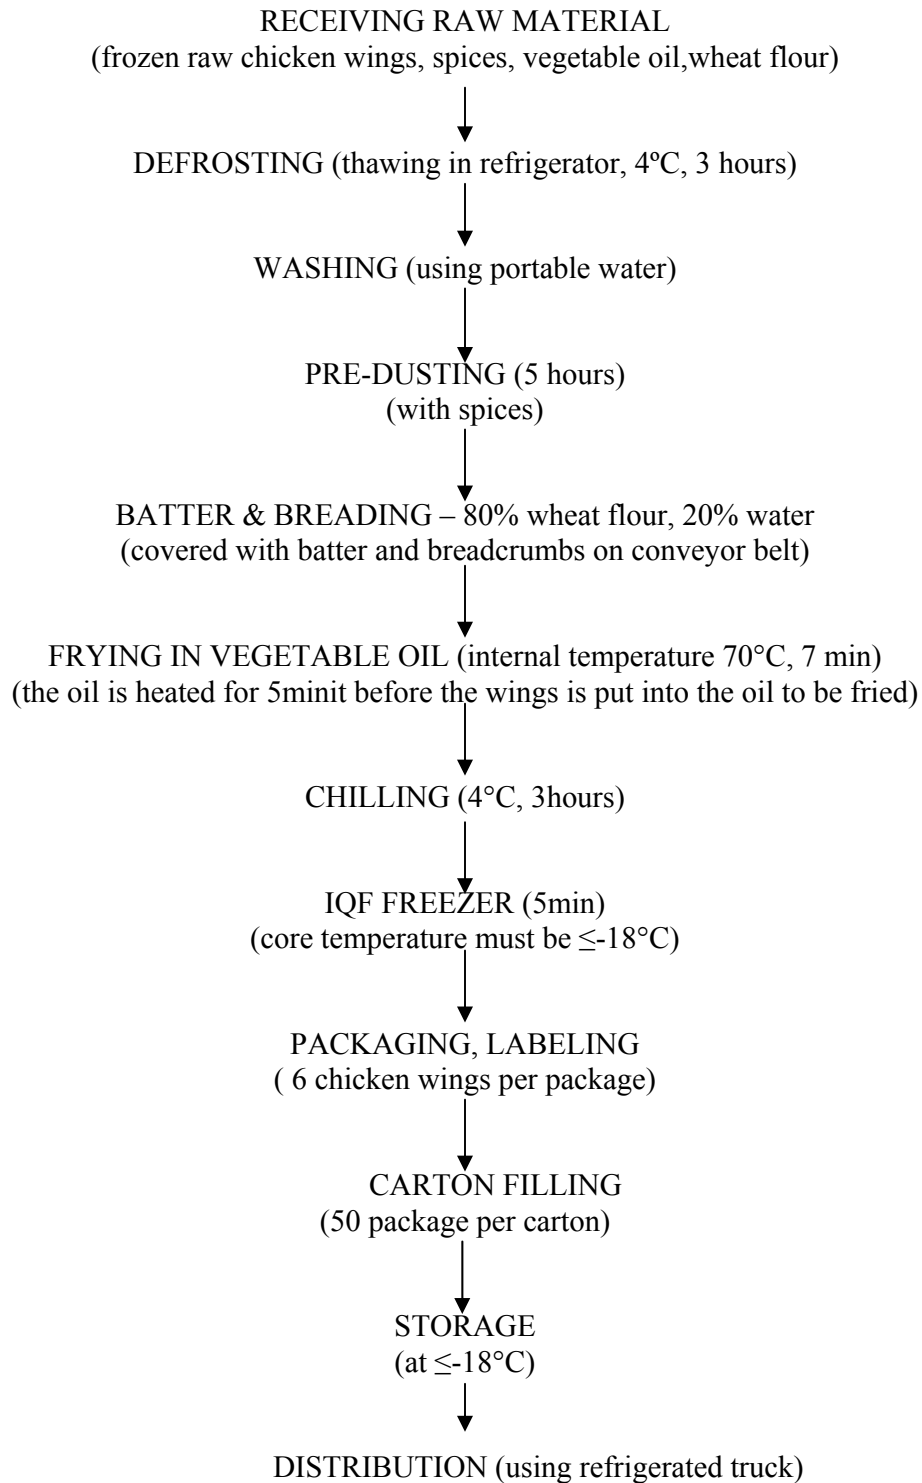 RECEIVING RAW MATERIAL
(frozen raw chicken wings, spices, vegetable oil,wheat flour)
DEFROSTING (thawing in refrigerator, 4ºC, 3 hours)
WASHING (using portable water)
PRE-DUSTING (5 hours)
(with spices)
BATTER & BREADING – 80% wheat flour, 20% water
(covered with batter and breadcrumbs on conveyor belt)
FRYING IN VEGETABLE OIL (internal temperature 70°C, 7 min)
(the oil is heated for 5minit before the wings is put into the oil to be fried)
CHILLING (4°C, 3hours)
IQF FREEZER (5min)
(core temperature must be ≤-18°C)
PACKAGING, LABELING
( 6 chicken wings per package)
CARTON FILLING
(50 package per carton)
STORAGE
(at ≤-18°C)
DISTRIBUTION (using refrigerated truck)